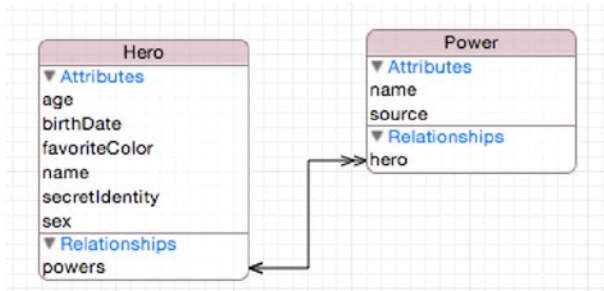 Hero
Attributes
age
birthDate
favoriteColor
name
secretIdentity
sex
Relationships
powers
Power
Attributes
name
source
Relationships
hero